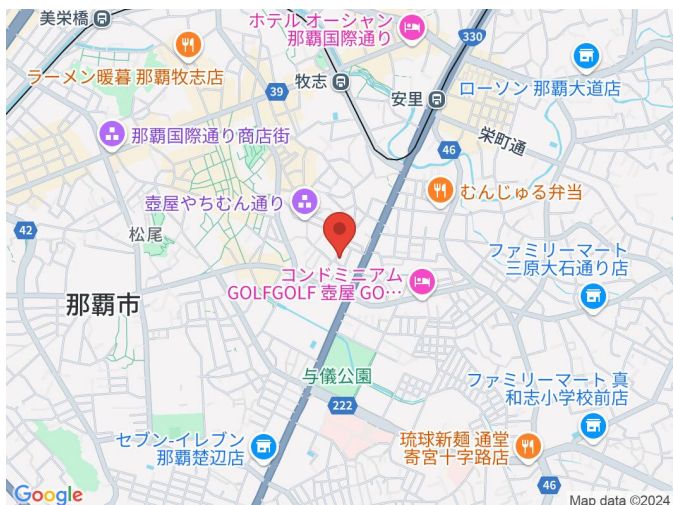 美栄橋
ホテル オーシャン
那覇国際通り
330
ラーメン暖暮 那覇牧志店
牧志
39
安里
ローソン 那覇大道店
那覇国際通り商店街
46
栄町通
壺屋やちむん通り
むんじゅる弁当
42
松尾
ファミリーマート
三原大石通り店
コンドミニアム
GOLFGOLF 壺屋 GO…
那覇市
与儀公園
222
ファミリーマート 真
和志小学校前店
セブン-イレブン
那覇楚辺店
琉球新麺 通堂
寄宮十字路店
46
Google
Map data ©2024